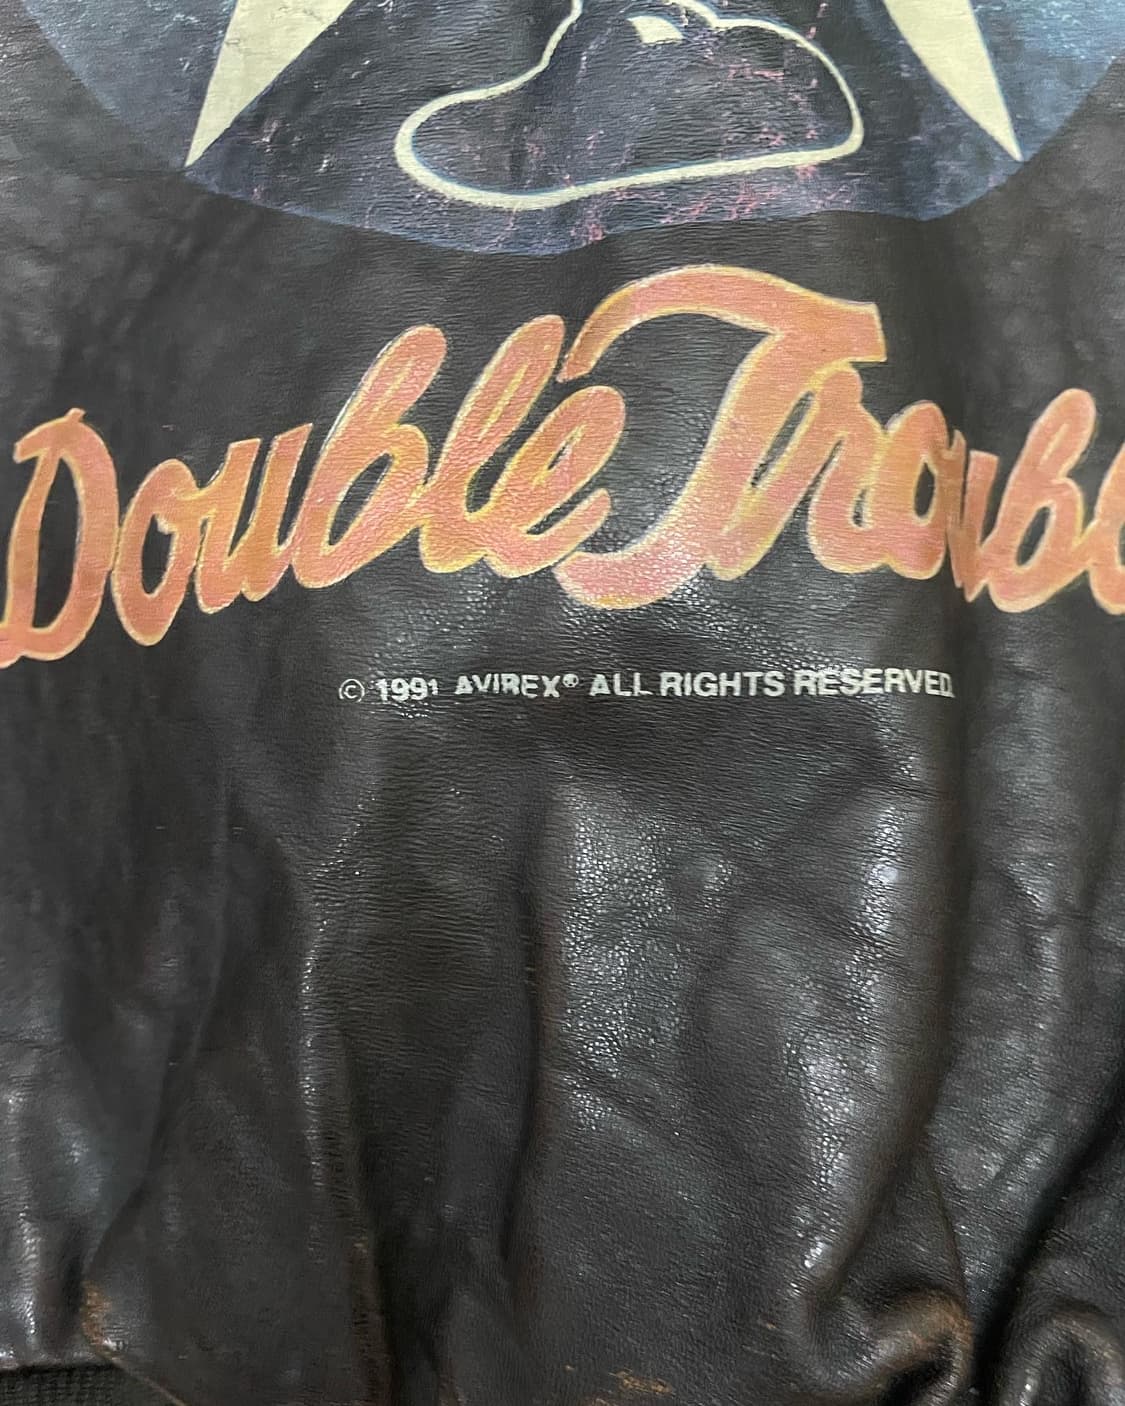 Double Trouble
© 1991 AVIREX® ALL RIGHTS RESERVED.